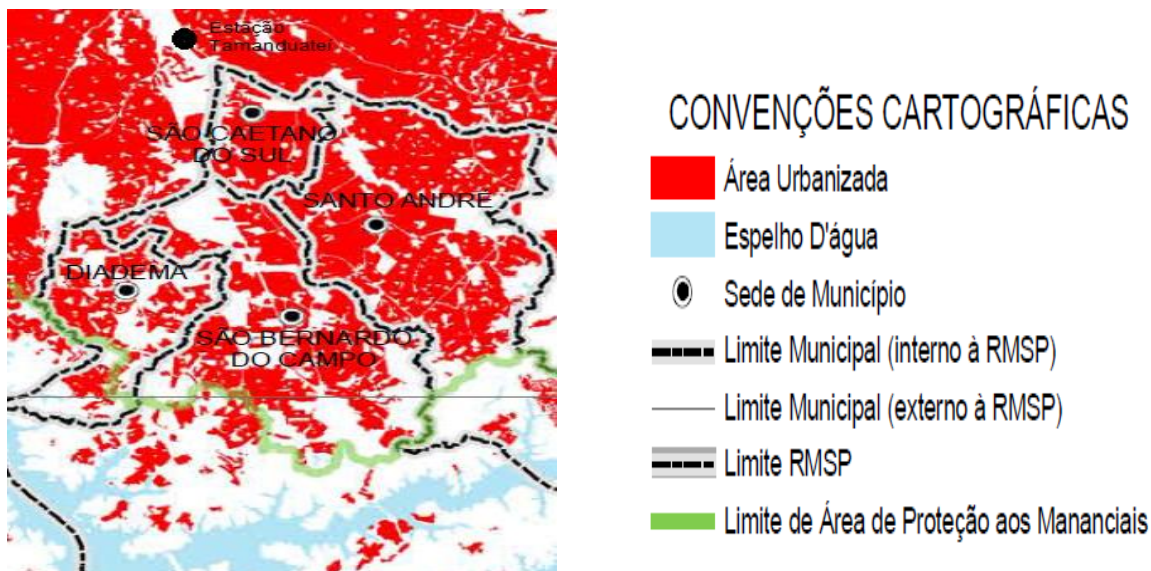 Estação
Tamanduateí
SÃO CAETANO
DO SUL
SANTO ANDRÉ
DIADEMA
SÃO BERNARDO
DO CAMPO
CONVENÇÕES CARTOGRÁFICAS
Área Urbanizada
Espelho D'água
Sede de Município
Limite Municipal (interno à RMSP)
Limite Municipal (externo à RMSP)
Limite RMSP
Limite de Área de Proteção aos Mananciais